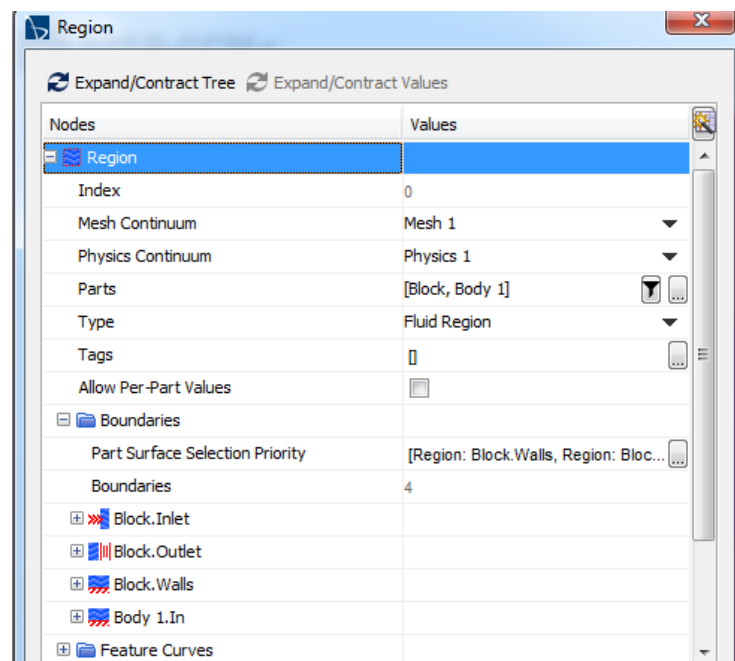 Region
Expand/Contract Tree Expand/Contract Values
Nodes Values
Region
Index 0
Mesh Continuum Mesh 1
Physics Continuum Physics 1
Parts [Block, Body 1] ...
Type Fluid Region
Tags [] ...
Allow Per-Part Values
Boundaries
Part Surface Selection Priority [Region: Block.Walls, Region: Bloc... ...
Boundaries 4
Block.Inlet
Block.Outlet
Block.Walls
Body 1.In
Feature Curves